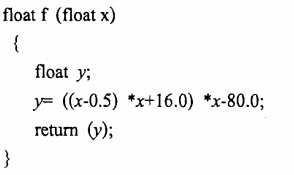 float f (float x)
{
float y;
y= ((x-0.5) *x+16.0) *x-80.0;
return (y);
}